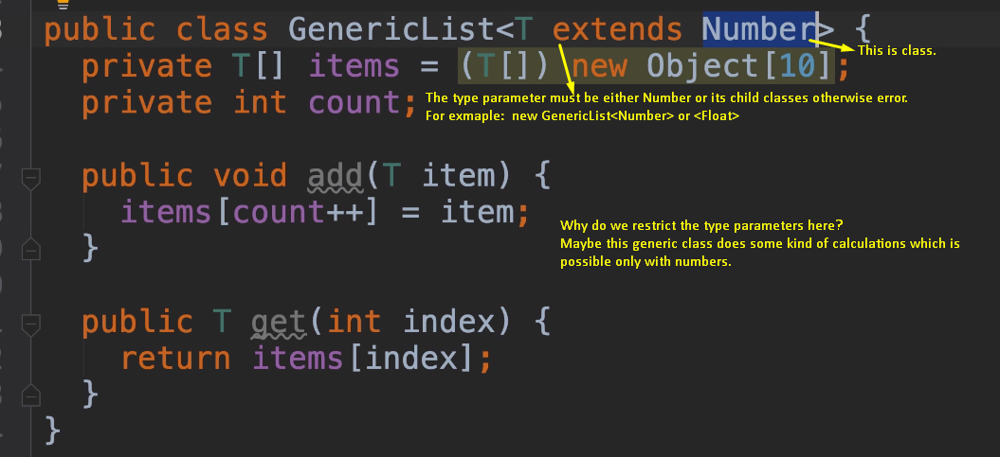 public class GenericList<T extends Number> {
This is class.
private T[] items = (T[]) new Object[10];
The type parameter must be either Number or its child classes otherwise error.
private int count;
For exmaple: new GenericList<Number> or <Float>
public void add(T item) {
items[count++] = item;
Why do we restrict the type parameters here?
Maybe this generic class does some kind of calculations which is
}
possible only with numbers.
public T get(int index) {
return items[index];
}
}